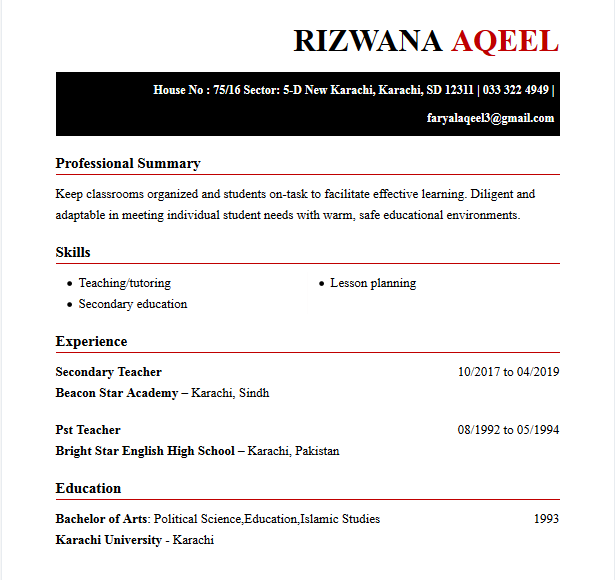 RIZWANA AQEEL
House No : 75/16 Sector: 5-D New Karachi, Karachi, SD 12311 | 033 322 4949 |
faryalaqeel3@gmail.com
Professional Summary
Keep classrooms organized and students on-task to facilitate effective learning. Diligent and
adaptable in meeting individual student needs with warm, safe educational environments.
Skills
• Teaching/tutoring
• Secondary education
• Lesson planning
Experience
Secondary Teacher 10/2017 to 04/2019
Beacon Star Academy – Karachi, Sindh
Pst Teacher 08/1992 to 05/1994
Bright Star English High School – Karachi, Pakistan
Education
Bachelor of Arts: Political Science,Education,Islamic Studies 1993
Karachi University - Karachi